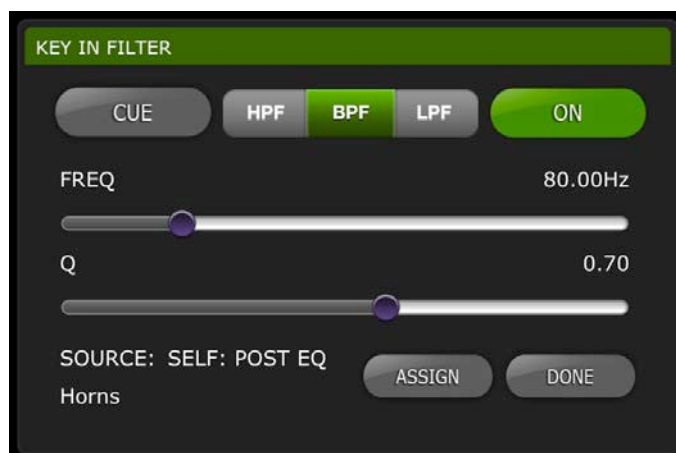 KEY IN FILTER
CUE HPF BPF LPF ON
FREQ 80.00Hz
Q 0.70
SOURCE: SELF: POST EQ
Horns
ASSIGN DONE